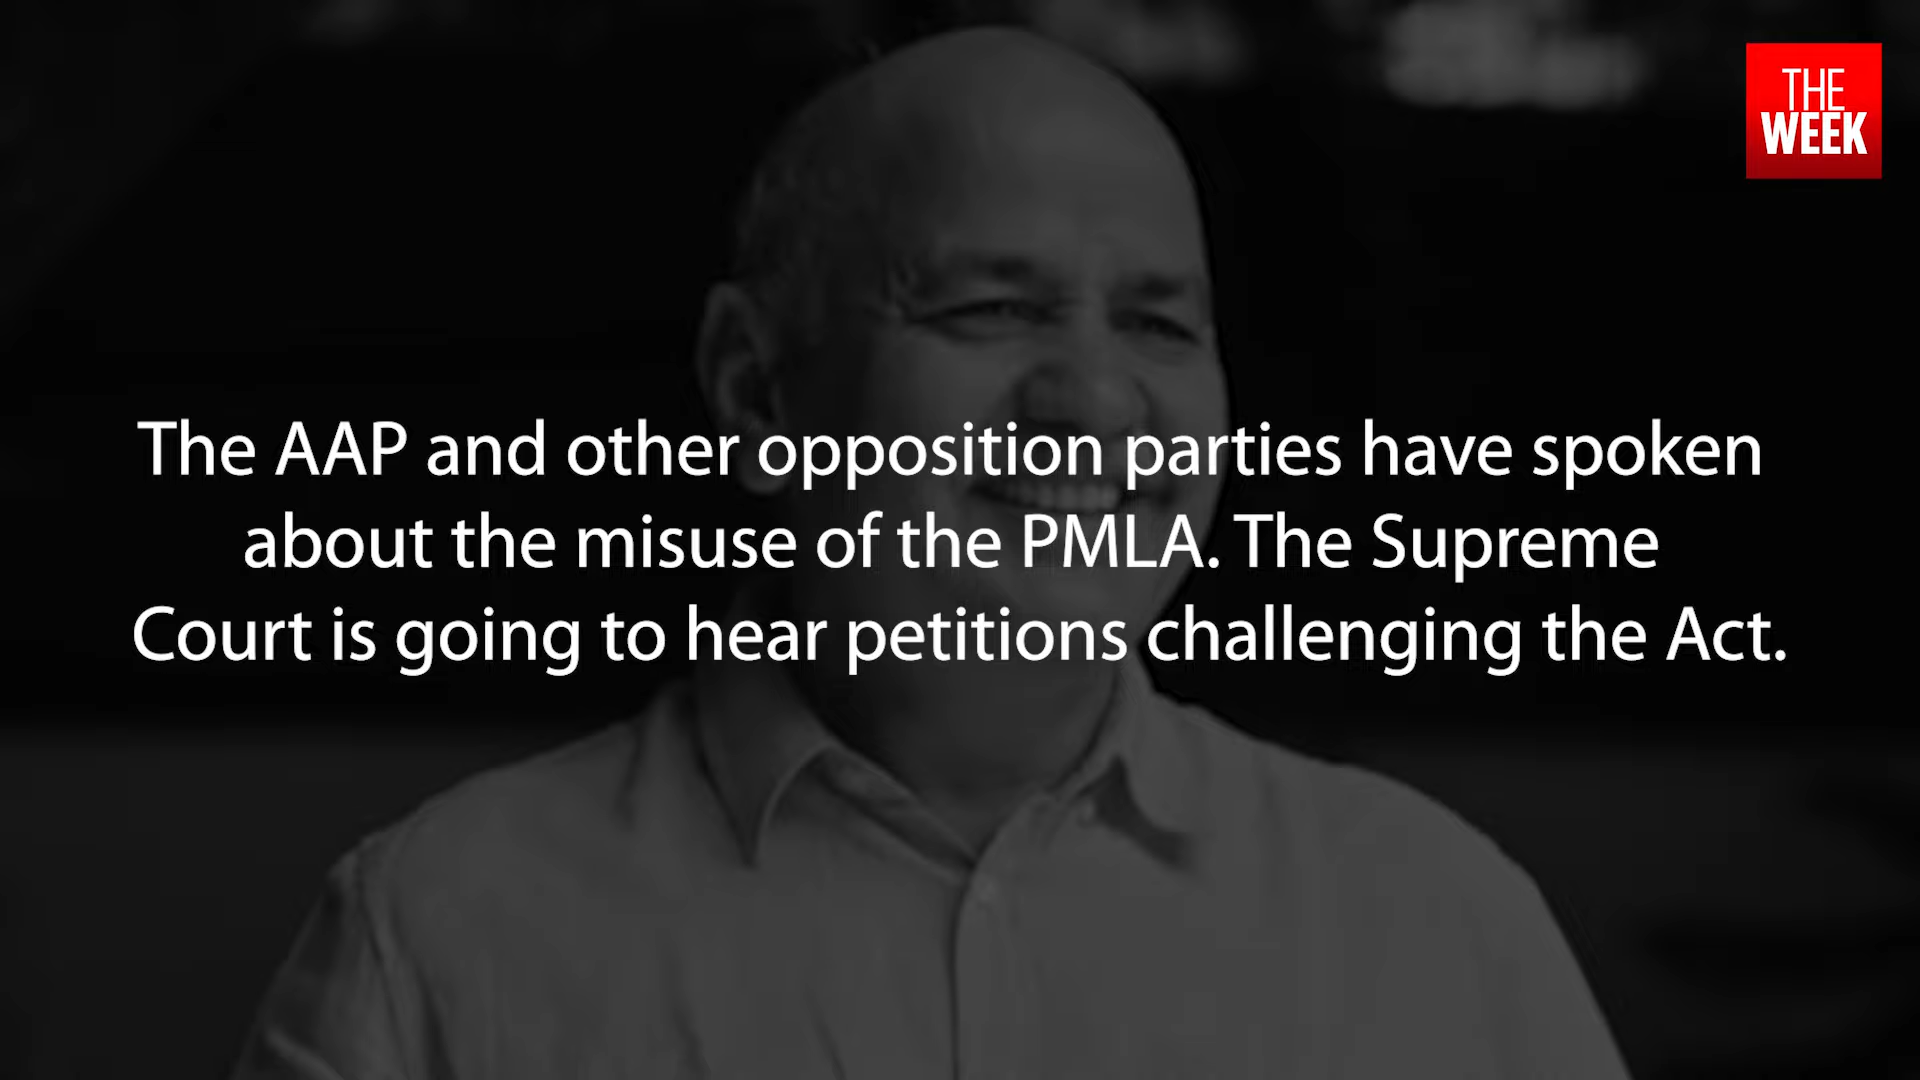 THE
WEEK
The AAP and other opposition parties have spoken
about the misuse of the PMLA. The Supreme
Court is going to hear petitions challenging the Act.